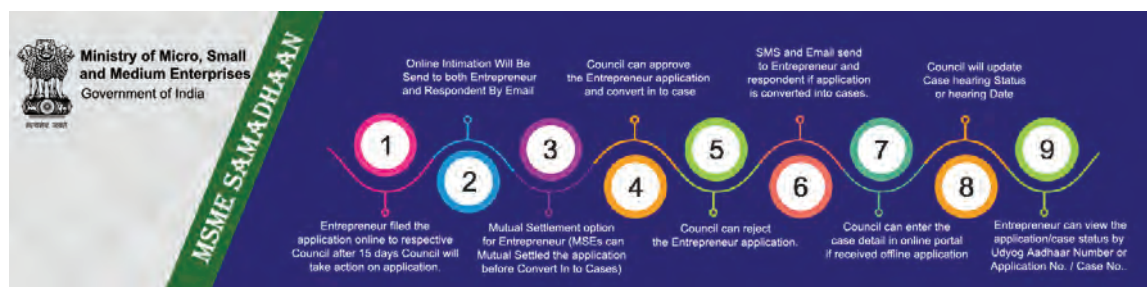 Ministry of Micro, Small
and Medium Enterprises
Government of India
सत्यमेव जयते
MSME SAMADHAAN
1
Entrepreneur filed the
application online to respective
Council after 15 days Council will
take action on application.
Online Intimation Will Be
Send to both Entrepreneur
and Respondent By Email
2
3
Mutual Settlement option
for Entrepreneur (MSEs can
Mutual Settled the application
before Convert In to Cases)
Council can approve
the Entrepreneur application
and convert in to case
4
5
Council can reject
the Entrepreneur application.
SMS and Email send
to Entrepreneur and
respondent if application
is converted into cases.
6
7
Council can enter the
case detail in online portal
if received offline application
Council will update
Case hearing Status
or hearing Date
8
9
Entrepreneur can view the
application/case status by
Udyog Aadhaar Number or
Application No. / Case No..